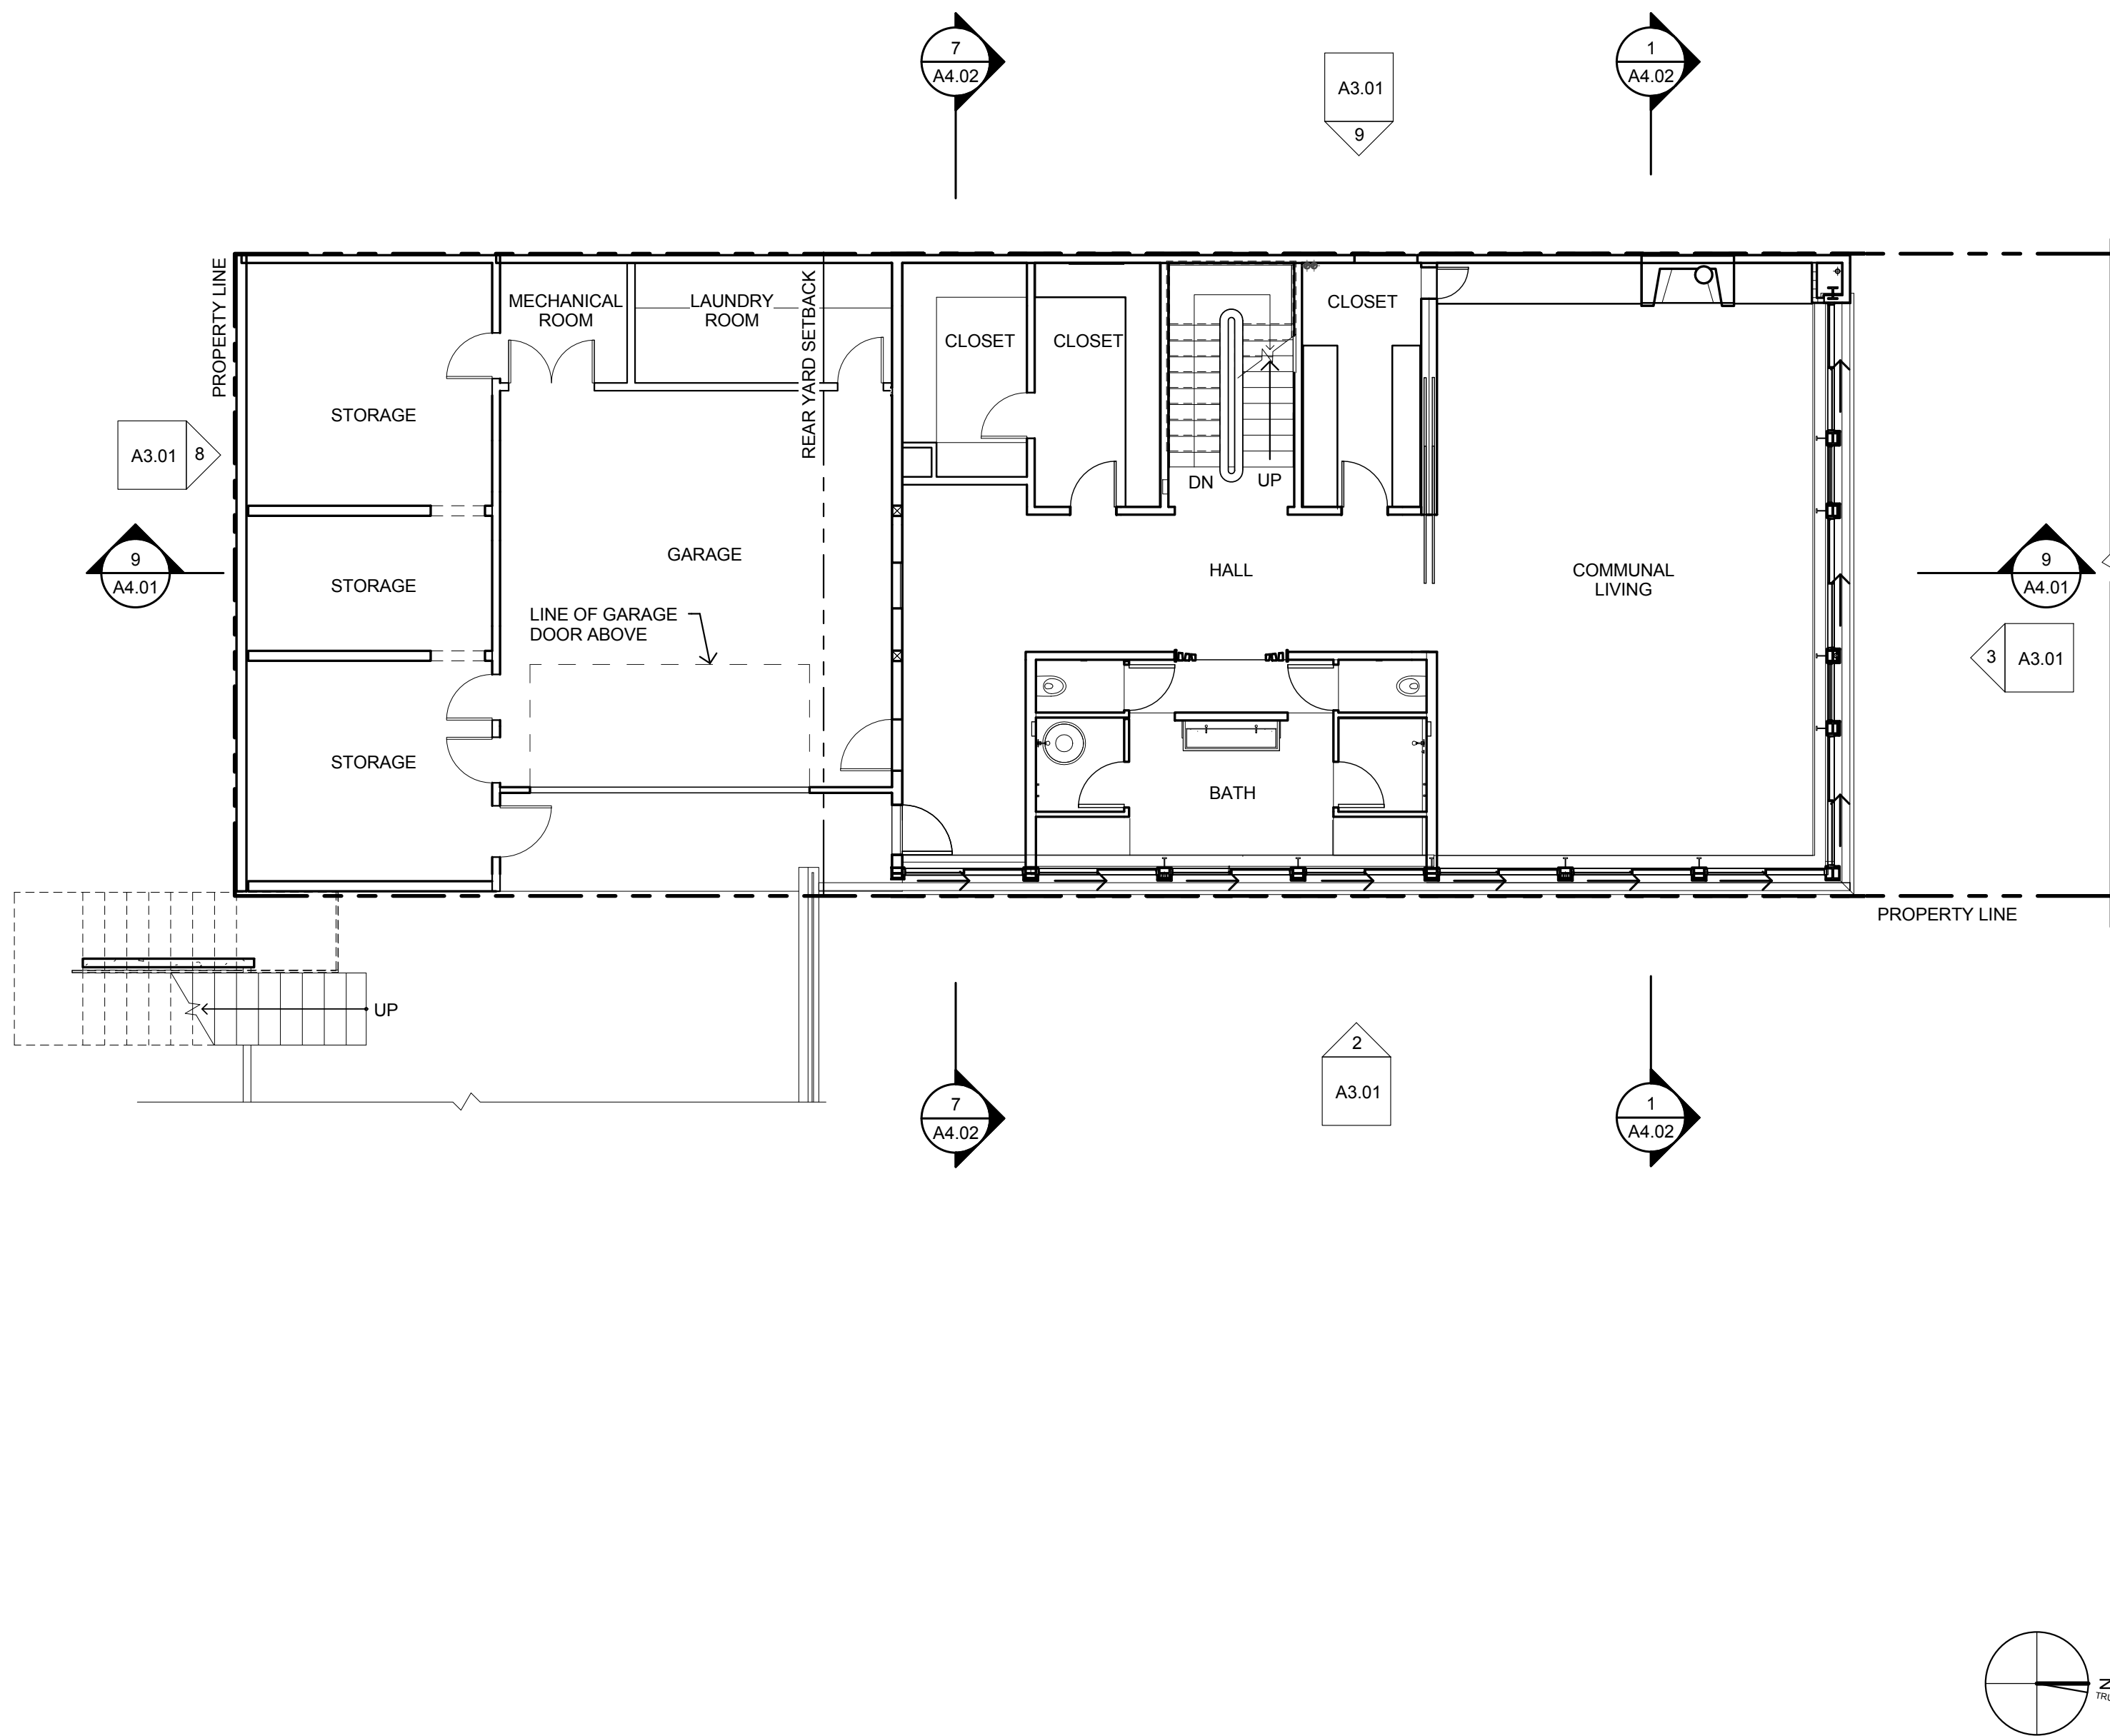 7
A4.02
1
A4.02
A3.01
9
PROPERTY LINE
MECHANICAL
ROOM
LAUNDRY
ROOM
REAR YARD SETBACK
CLOSET
CLOSET
CLOSET
STORAGE
A3.01
8
DN
UP
9
A4.01
STORAGE
GARAGE
HALL
COMMUNAL
LIVING
9
A4.01
LINE OF GARAGE
DOOR ABOVE
3
A3.01
STORAGE
BATH
PROPERTY LINE
UP
2
A3.01
7
A4.02
1
A4.02
N